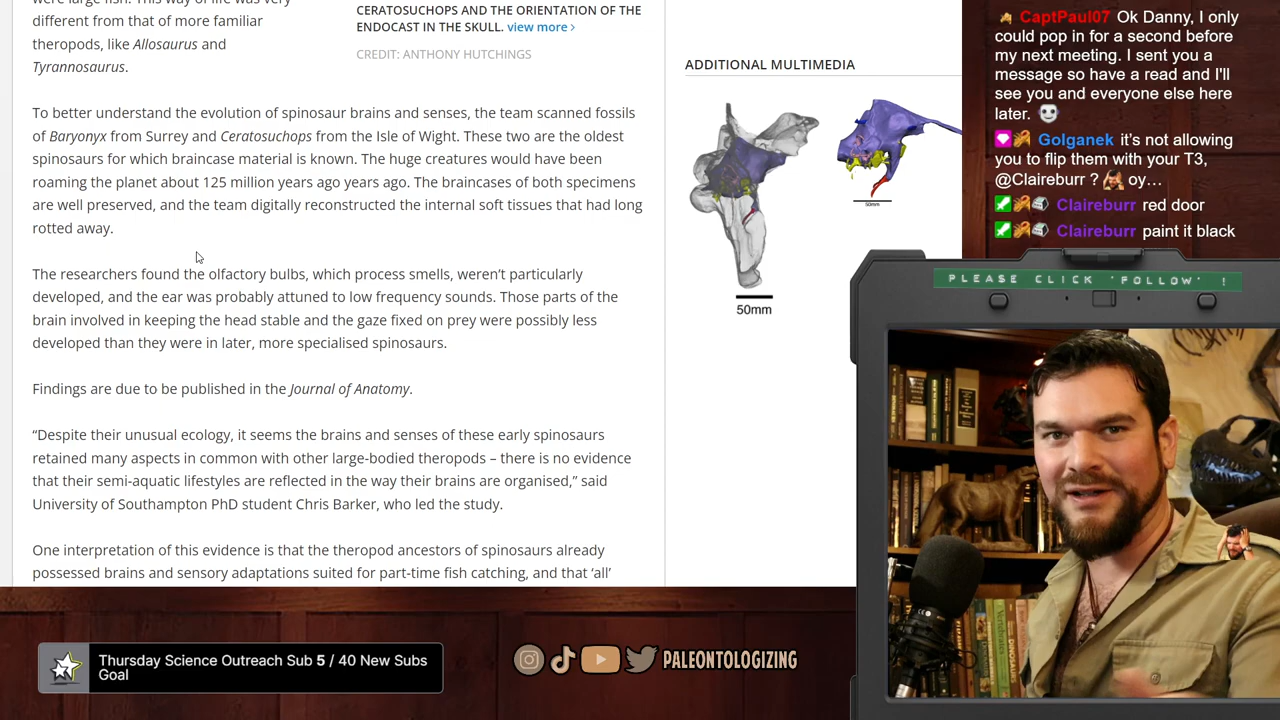 were large fish. This way of life was very
different from that of more familiar
theropods, like Allosaurus and
Tyrannosaurus.
CERATOSUCHOPS AND THE ORIENTATION OF THE
ENDOCAST IN THE SKULL. view more >
CREDIT: ANTHONY HUTCHINGS
To better understand the evolution of spinosaur brains and senses, the team scanned fossils
of Baryonyx from Surrey and Ceratosuchops from the Isle of Wight. These two are the oldest
spinosaurs for which braincase material is known. The huge creatures would have been
roaming the planet about 125 million years ago years ago. The braincases of both specimens
are well preserved, and the team digitally reconstructed the internal soft tissues that had long
rotted away.
The researchers found the olfactory bulbs, which process smells, weren’t particularly
developed, and the ear was probably attuned to low frequency sounds. Those parts of the
brain involved in keeping the head stable and the gaze fixed on prey were possibly less
developed than they were in later, more specialised spinosaurs.
Findings are due to be published in the Journal of Anatomy.
“Despite their unusual ecology, it seems the brains and senses of these early spinosaurs
retained many aspects in common with other large-bodied theropods – there is no evidence
that their semi-aquatic lifestyles are reflected in the way their brains are organised,” said
University of Southampton PhD student Chris Barker, who led the study.
One interpretation of this evidence is that the theropod ancestors of spinosaurs already
possessed brains and sensory adaptations suited for part-time fish catching, and that ‘all’
ADDITIONAL MULTIMEDIA
50mm
50mm
CaptPaul07 Ok Danny, I only
could pop in for a second before
my next meeting. I sent you a
message so have a read and I'll
see you and everyone else here
later.
Golganek it’s not allowing
you to flip them with your T3,
@Claireburr ? oy…
Claireburr red door
Claireburr paint it black
PLEASE CLICK 'FOLLOW' !
DINOSAURS
Thursday Science Outreach Sub 5 / 40 New Subs
Goal
PALEONTOLOGIZING